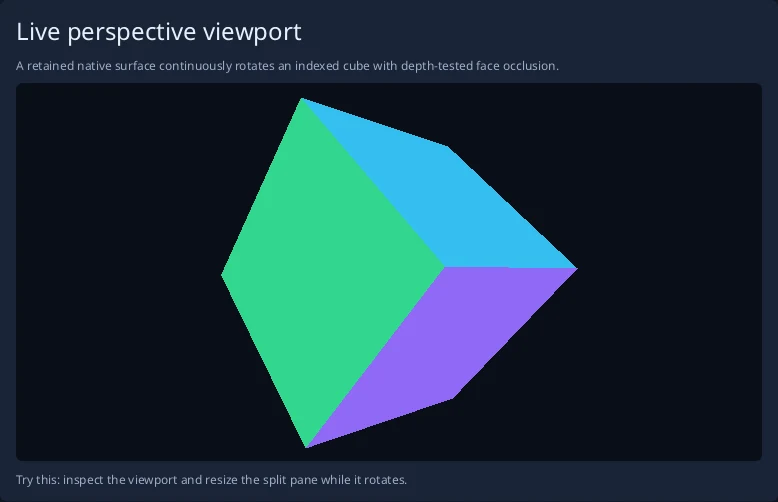 Live perspective viewport
A retained native surface continuously rotates an indexed cube with depth-tested face occlusion.
Try this: inspect the viewport and resize the split pane while it rotates.